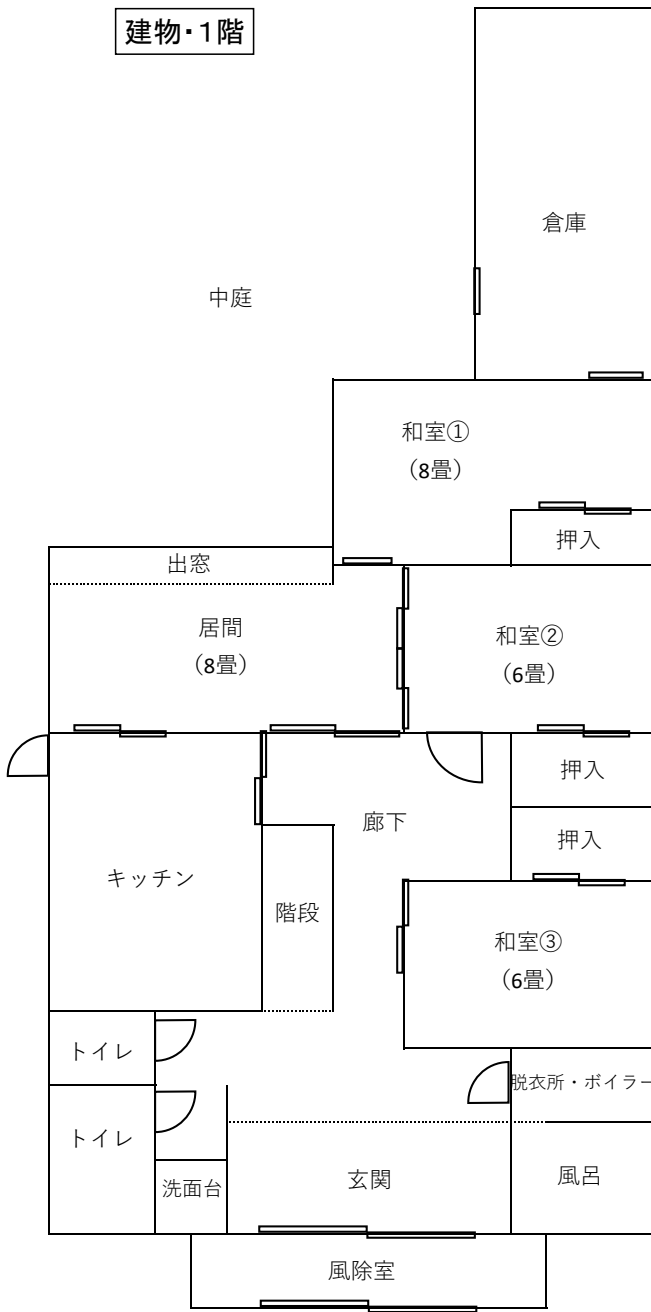 建物・1階
倉庫
中庭
和室①
（8畳）
押入
出窓
居間
（8畳）
和室②
（6畳）
押入
廊下
押入
キッチン
階段
和室③
（6畳）
トイレ
脱衣所・ボイラー
トイレ
洗面台
玄関
風呂
風除室